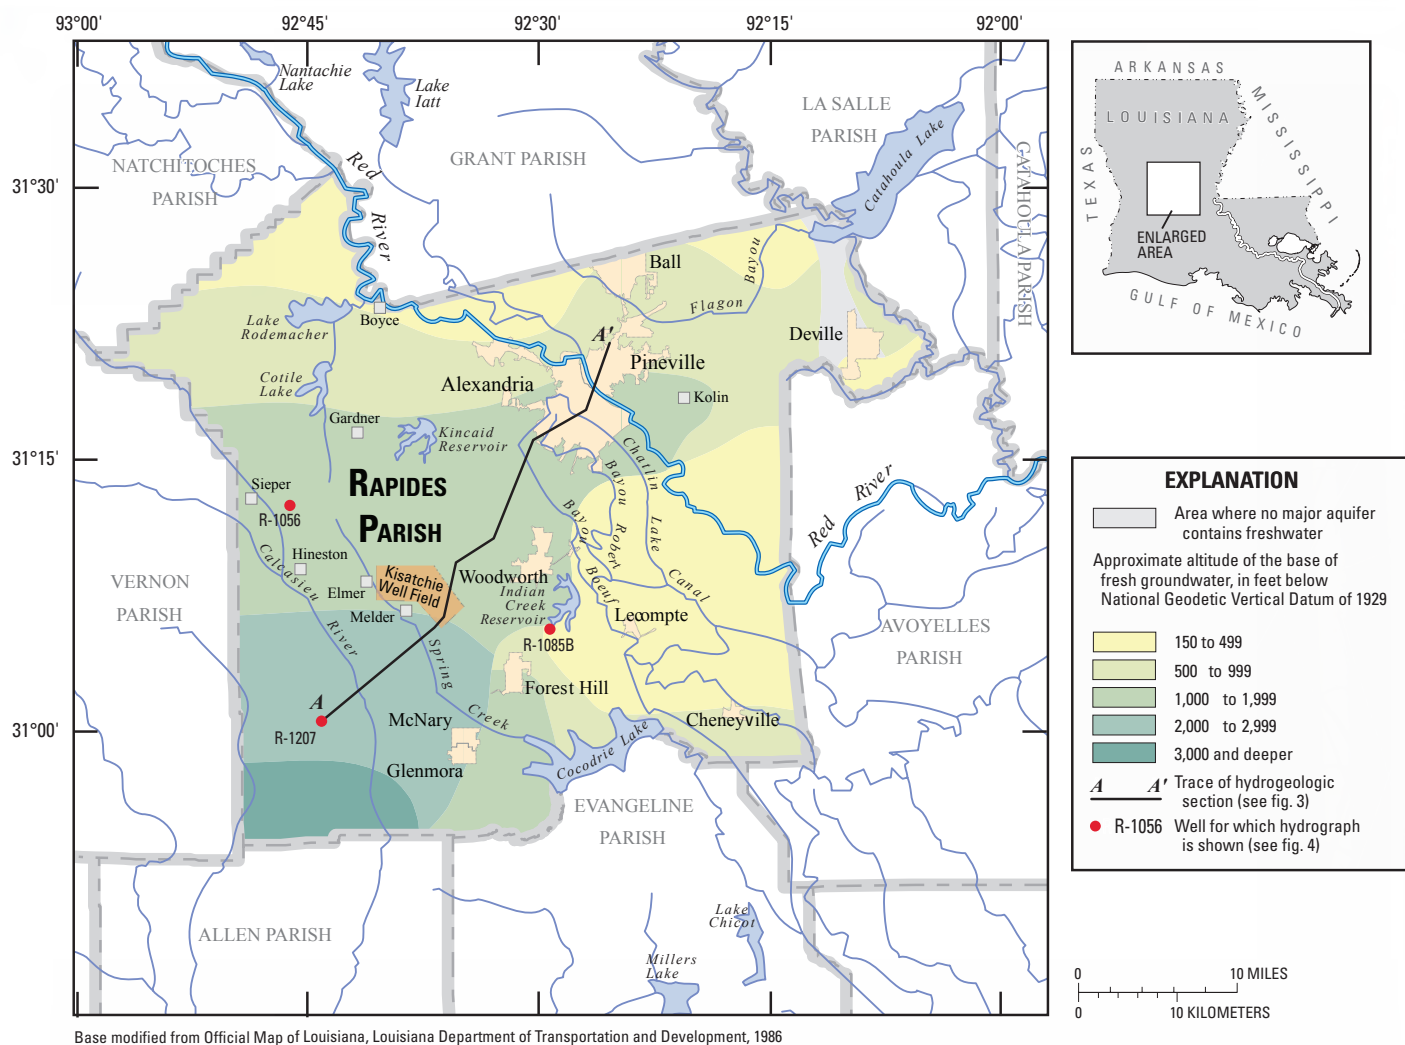 93°00'
92°45'
92°30'
92°15'
92°00'
31°30'
31°15'
31°00'
Nantachie
Lake
Lake
Iatt
LA SALLE
PARISH
Catahoula Lake
NATCHITOCHES
PARISH
GRANT PARISH
CATAHOULA PARISH
Red
River
Ball
Bayou
Flagon
Lake
Rodemacher
Boyce
A'
Deville
Pineville
Alexandria
Cotile
Lake
Kolin
Gardner
Kincaid
Reservoir
Chatlin
Lake
Canal
Bayou
Robert
Bayou
Boeuf
RAPIDES
PARISH
Sieper
R-1056
Hineston
Calcasieu
River
Elmer
Kisatchie
Well Field
Melder
Woodworth
Indian
Creek
Reservoir
Lecompte
R-1085B
Red
River
VERNON
PARISH
AVOYELLES
PARISH
Spring
Creek
Forest Hill
A
R-1207
McNary
Cheneyville
Glenmora
Cocodrie Lake
EVANGELINE
PARISH
ALLEN PARISH
Lake
Chicot
Millers
Lake
ARKANSAS
LOUISIANA
MISSISSIPPI
TEXAS
ENLARGED
AREA
GULF OF MEXICO
EXPLANATION
Area where no major aquifer
contains freshwater
Approximate altitude of the base of
fresh groundwater, in feet below
National Geodetic Vertical Datum of 1929
150 to 499
500 to 999
1,000 to 1,999
2,000 to 2,999
3,000 and deeper
A A' Trace of hydrogeologic
section (see fig. 3)
R-1056 Well for which hydrograph
is shown (see fig. 4)
0 10 MILES
0 10 KILOMETERS
Base modified from Official Map of Louisiana, Louisiana Department of Transportation and Development, 1986